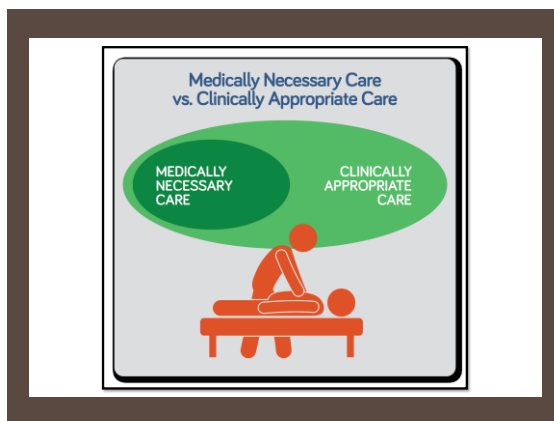 Medically Necessary Care
vs. Clinically Appropriate Care
MEDICALLY
NECESSARY
CARE
CLINICALLY
APPROPRIATE
CARE